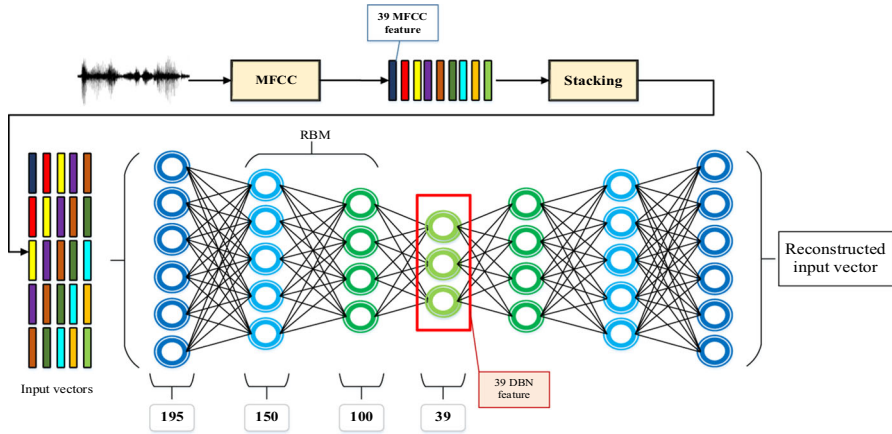 39 MFCC
feature
MFCC
Stacking
RBM
Reconstructed
input vector
Input vectors
39 DBN
feature
195
150
100
39